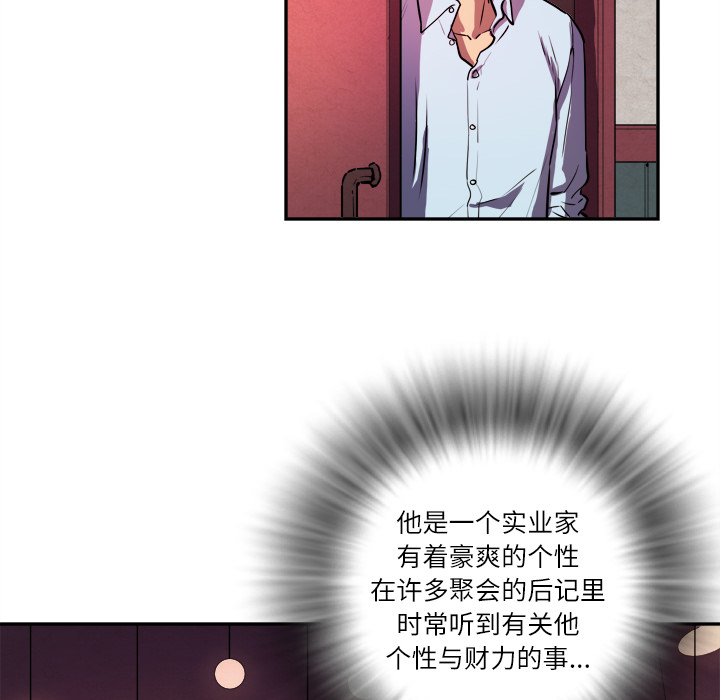 他是一个实业家
有着豪爽的个性
在许多聚会的后记里
时常听到有关他
个性与财力的事...